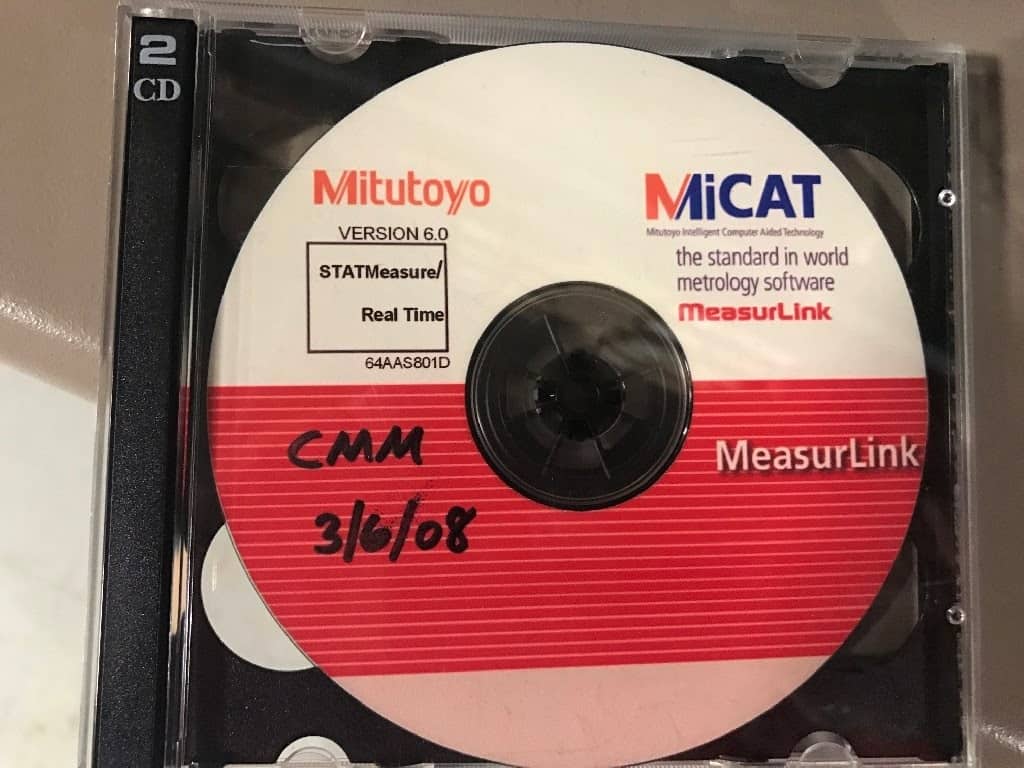 2
CD
Mitutoyo
VERSION 6.0
STATMeasure/
Real Time
64AAS801D
MiCAT
Mitutoyo Intelligent Computer Aided Technology
the standard in world
metrology software
MeasurLink
MeasurLink
CMM
3/6/08